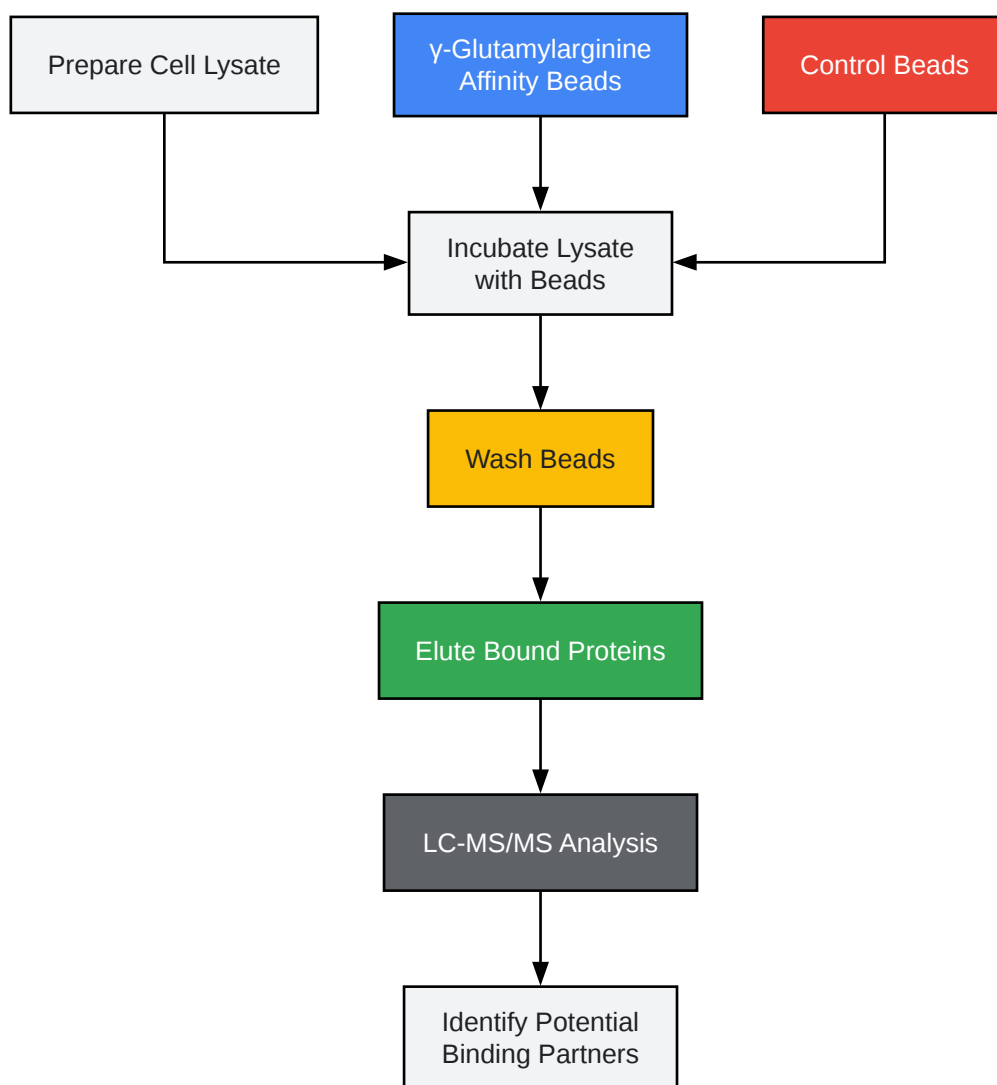 Prepare Cell Lysate
γ-Glutamylarginine
Affinity Beads
Control Beads
Incubate Lysate
with Beads
Wash Beads
Elute Bound Proteins
LC-MS/MS Analysis
Identify Potential
Binding Partners